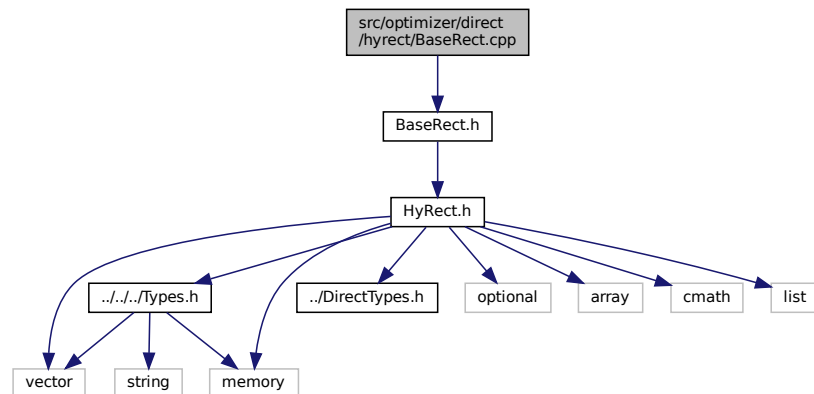 src/optimizer/direct
/hyrect/BaseRect.cpp
BaseRect.h
HyRect.h
../../../Types.h
../DirectTypes.h
optional
array
cmath
list
vector
string
memory